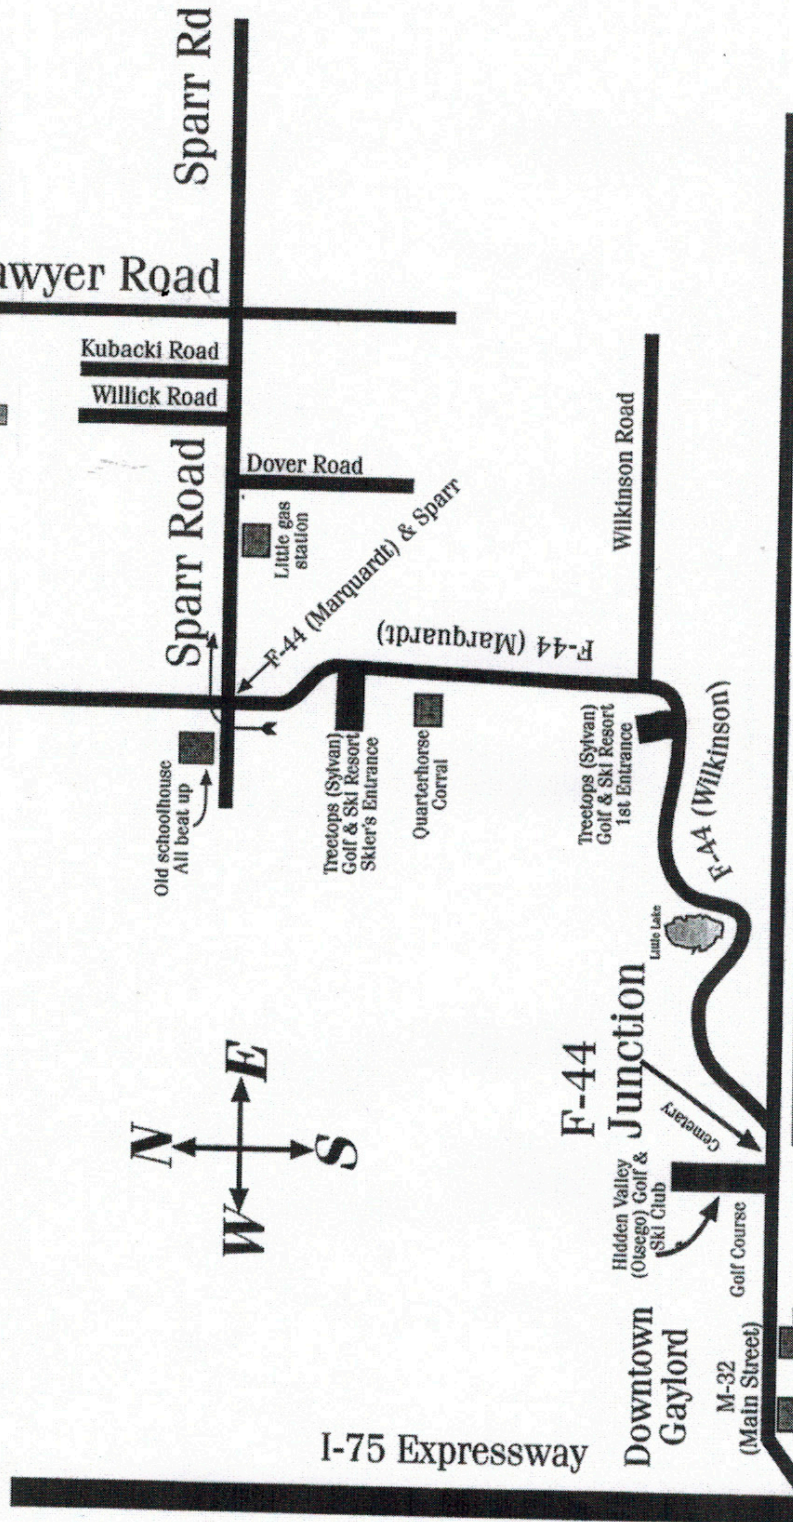 Sparr Rd
awyer Road
Kubacki Road
Willick Road
Sparr Road
Dover Road
Little gas
station
F-44 (Marquardt) & Sparr
Wilkinson Road
F-44 (Marquardt)
Old schoolhouse
All beat up
Treetops (Sylvan)
Golf & Ski Resort
Skier's Entrance
Quarterhorse
Corral
Treetops (Sylvan)
Golf & Ski Resort
1st Entrance
F-44 (Wilkinson)
Little Lake
N
E
S
W
F-44
Junction
Cemetary
Hidden Valley
(Otsego) Golf &
Ski Club
Golf Course
Downtown
Gaylord
M-32
(Main Street)
I-75 Expressway